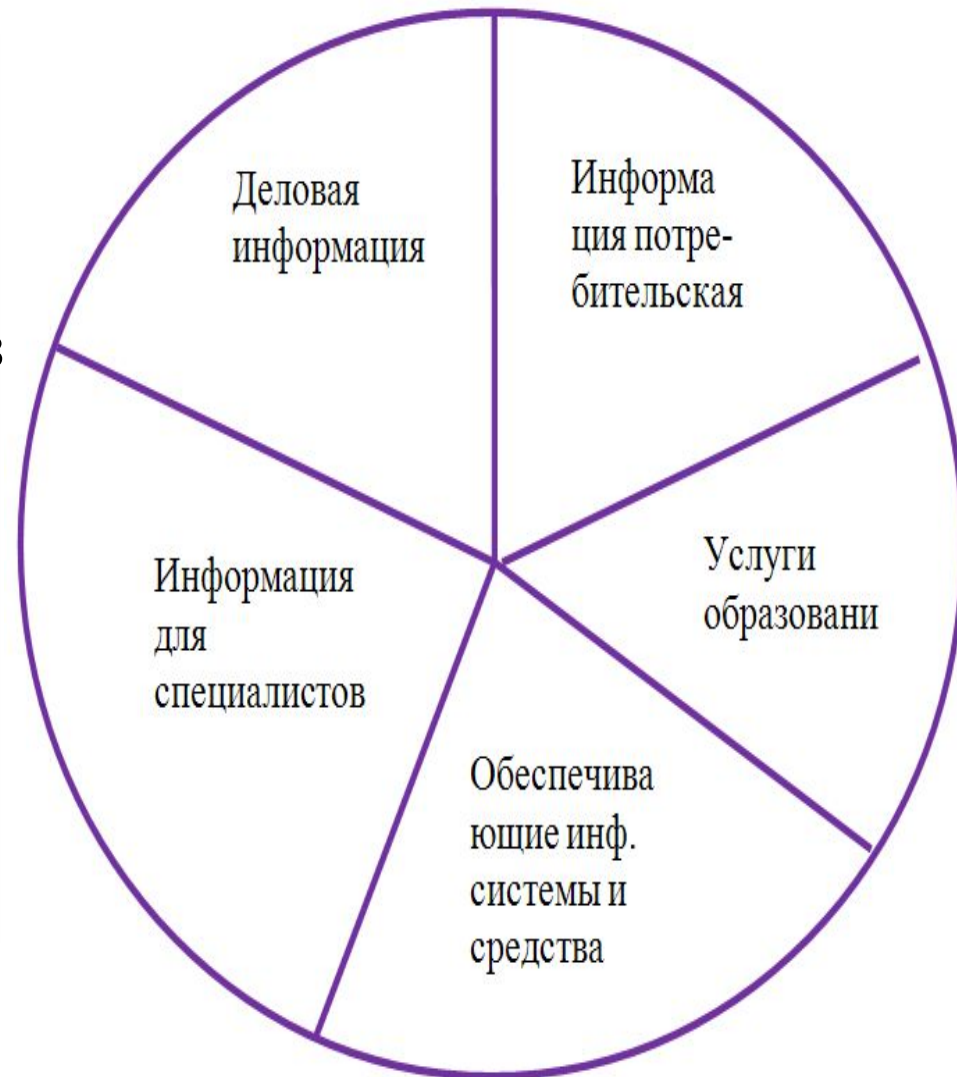 Деловая
информация
Информа
ция потре-
бительская
в
Информация
для
специалистов
Услуги
образовани
Обеспечива
ющие инф.
системы и
средства